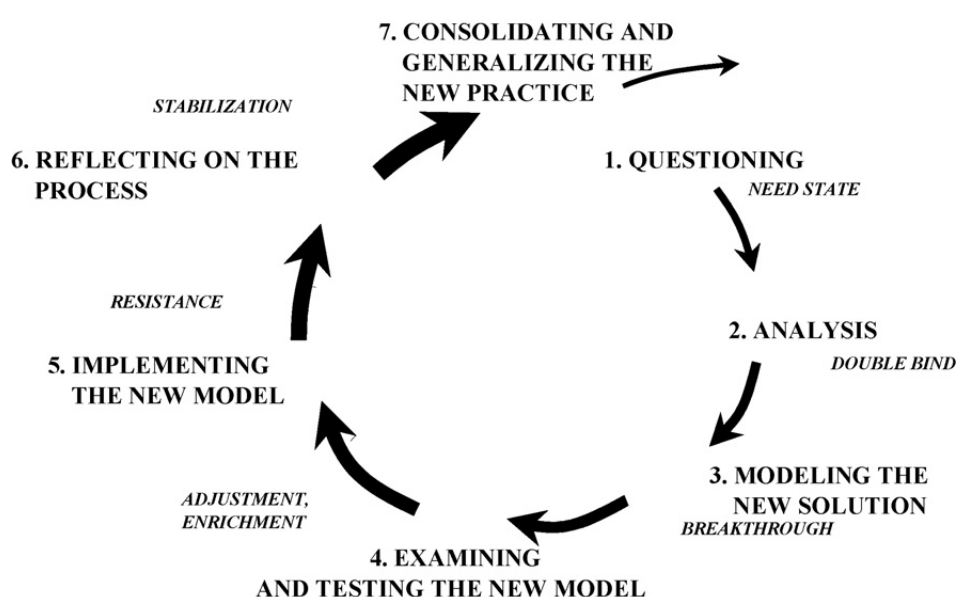 7. CONSOLIDATING AND
GENERALIZING THE
NEW PRACTICE
STABILIZATION
6. REFLECTING ON THE
PROCESS
1. QUESTIONING
NEED STATE
RESISTANCE
2. ANALYSIS
DOUBLE BIND
5. IMPLEMENTING
THE NEW MODEL
3. MODELING THE
NEW SOLUTION
BREAKTHROUGH
ADJUSTMENT,
ENRICHMENT
4. EXAMINING
AND TESTING THE NEW MODEL